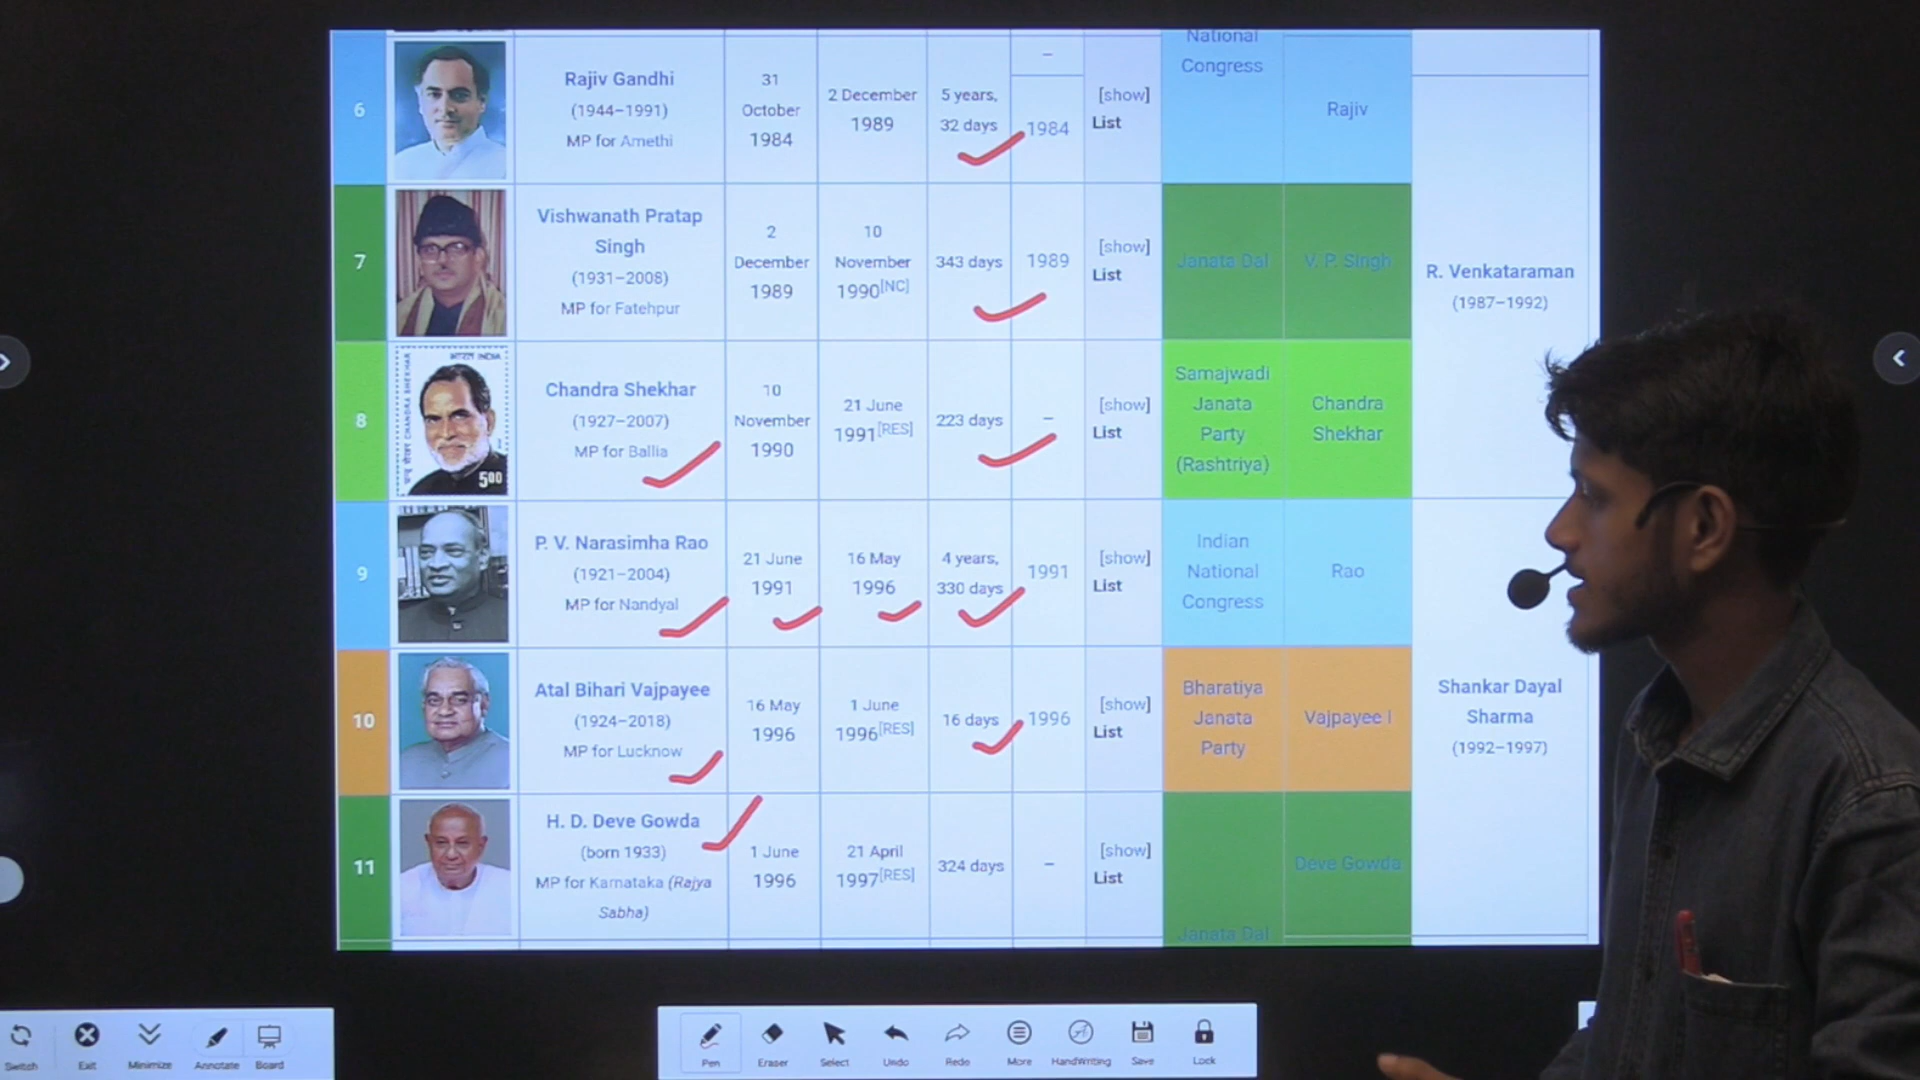 National
Congress
6
Rajiv Gandhi
(1944–1991)
MP for Amethi
31
October
1984
2 December
1989
5 years,
32 days
–
1984
[show]
List
Rajiv
7
Vishwanath Pratap
Singh
(1931–2008)
MP for Fatehpur
2
December
1989
10
November
1990[NC]
343 days
1989
[show]
List
Janata Dal
V. P. Singh
R. Venkataraman
(1987–1992)
8
भारत INDIA
CHANDRA SHEKHAR
500
Chandra Shekhar
(1927–2007)
MP for Ballia
10
November
1990
21 June
1991[RES]
223 days
–
[show]
List
Samajwadi
Janata
Party
(Rashtriya)
Chandra
Shekhar
9
P. V. Narasimha Rao
(1921–2004)
MP for Nandyal
21 June
1991
16 May
1996
4 years,
330 days
1991
[show]
List
Indian
National
Congress
Rao
10
Atal Bihari Vajpayee
(1924–2018)
MP for Lucknow
16 May
1996
1 June
1996[RES]
16 days
1996
[show]
List
Bharatiya
Janata
Party
Vajpayee I
Shankar Dayal
Sharma
(1992–1997)
11
H. D. Deve Gowda
(born 1933)
MP for Karnataka (Rajya
Sabha)
1 June
1996
21 April
1997[RES]
324 days
–
[show]
List
Janata Dal
Deve Gowda
Switch Exit Minimize Annotate Board
Pen Eraser Select Undo Redo More HandWriting Save Lock